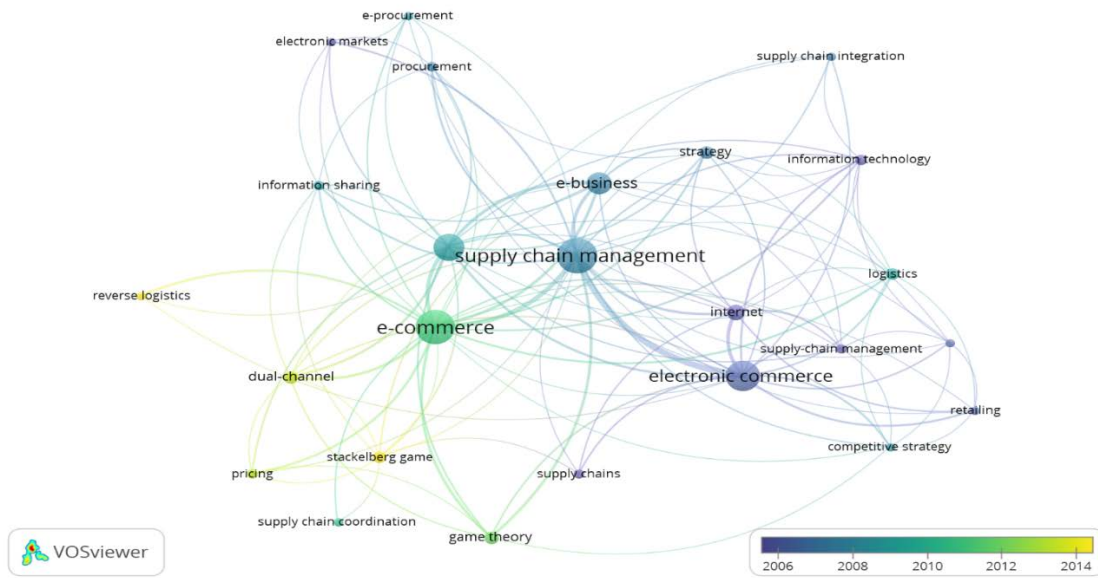 e-procurement
electronic markets
procurement
supply chain integration
strategy
information technology
e-business
information sharing
supply chain management
logistics
reverse logistics
internet
e-commerce
supply-chain management
dual-channel
electronic commerce
retailing
competitive strategy
stackelberg game
pricing
supply chains
supply chain coordination
game theory
VOSviewer
2006 2008 2010 2012 2014